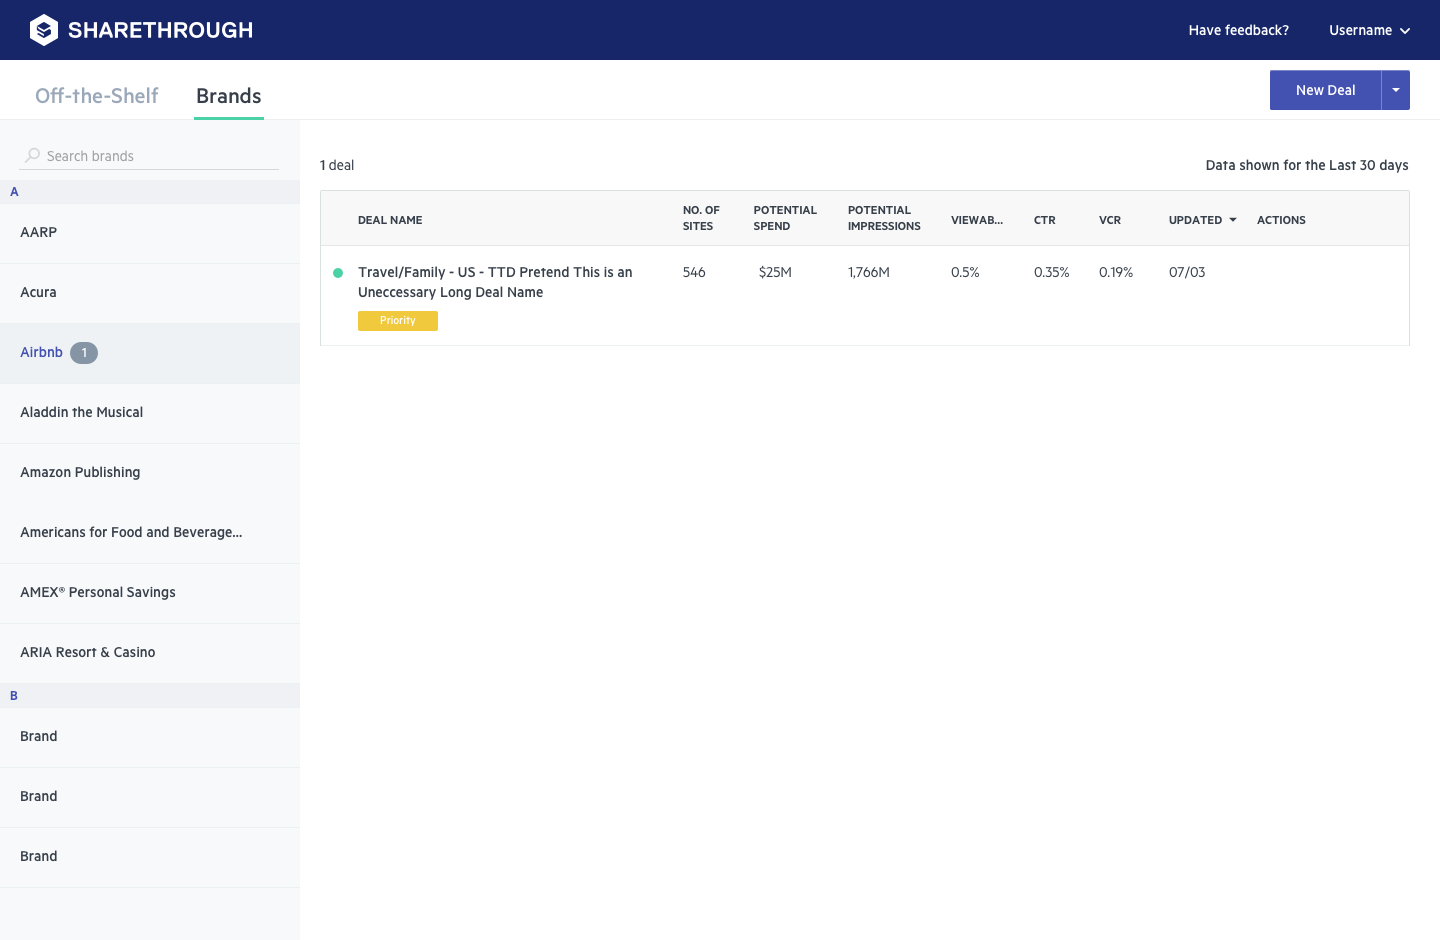 SHARETHROUGH
Have feedback?
Username
Off-the-Shelf
Brands
New Deal
Search brands
A
AARP
Acura
Airbnb 1
Aladdin the Musical
Amazon Publishing
Americans for Food and Beverage...
AMEX® Personal Savings
ARIA Resort & Casino
B
Brand
Brand
Brand
1 deal
Data shown for the Last 30 days
DEAL NAME
NO. OF
SITES
POTENTIAL
SPEND
POTENTIAL
IMPRESSIONS
VIEWAB...
CTR
VCR
UPDATED
ACTIONS
Travel/Family - US - TTD Pretend This is an
Uneccessary Long Deal Name
Priority
546
$25M
1,766M
0.5%
0.35%
0.19%
07/03